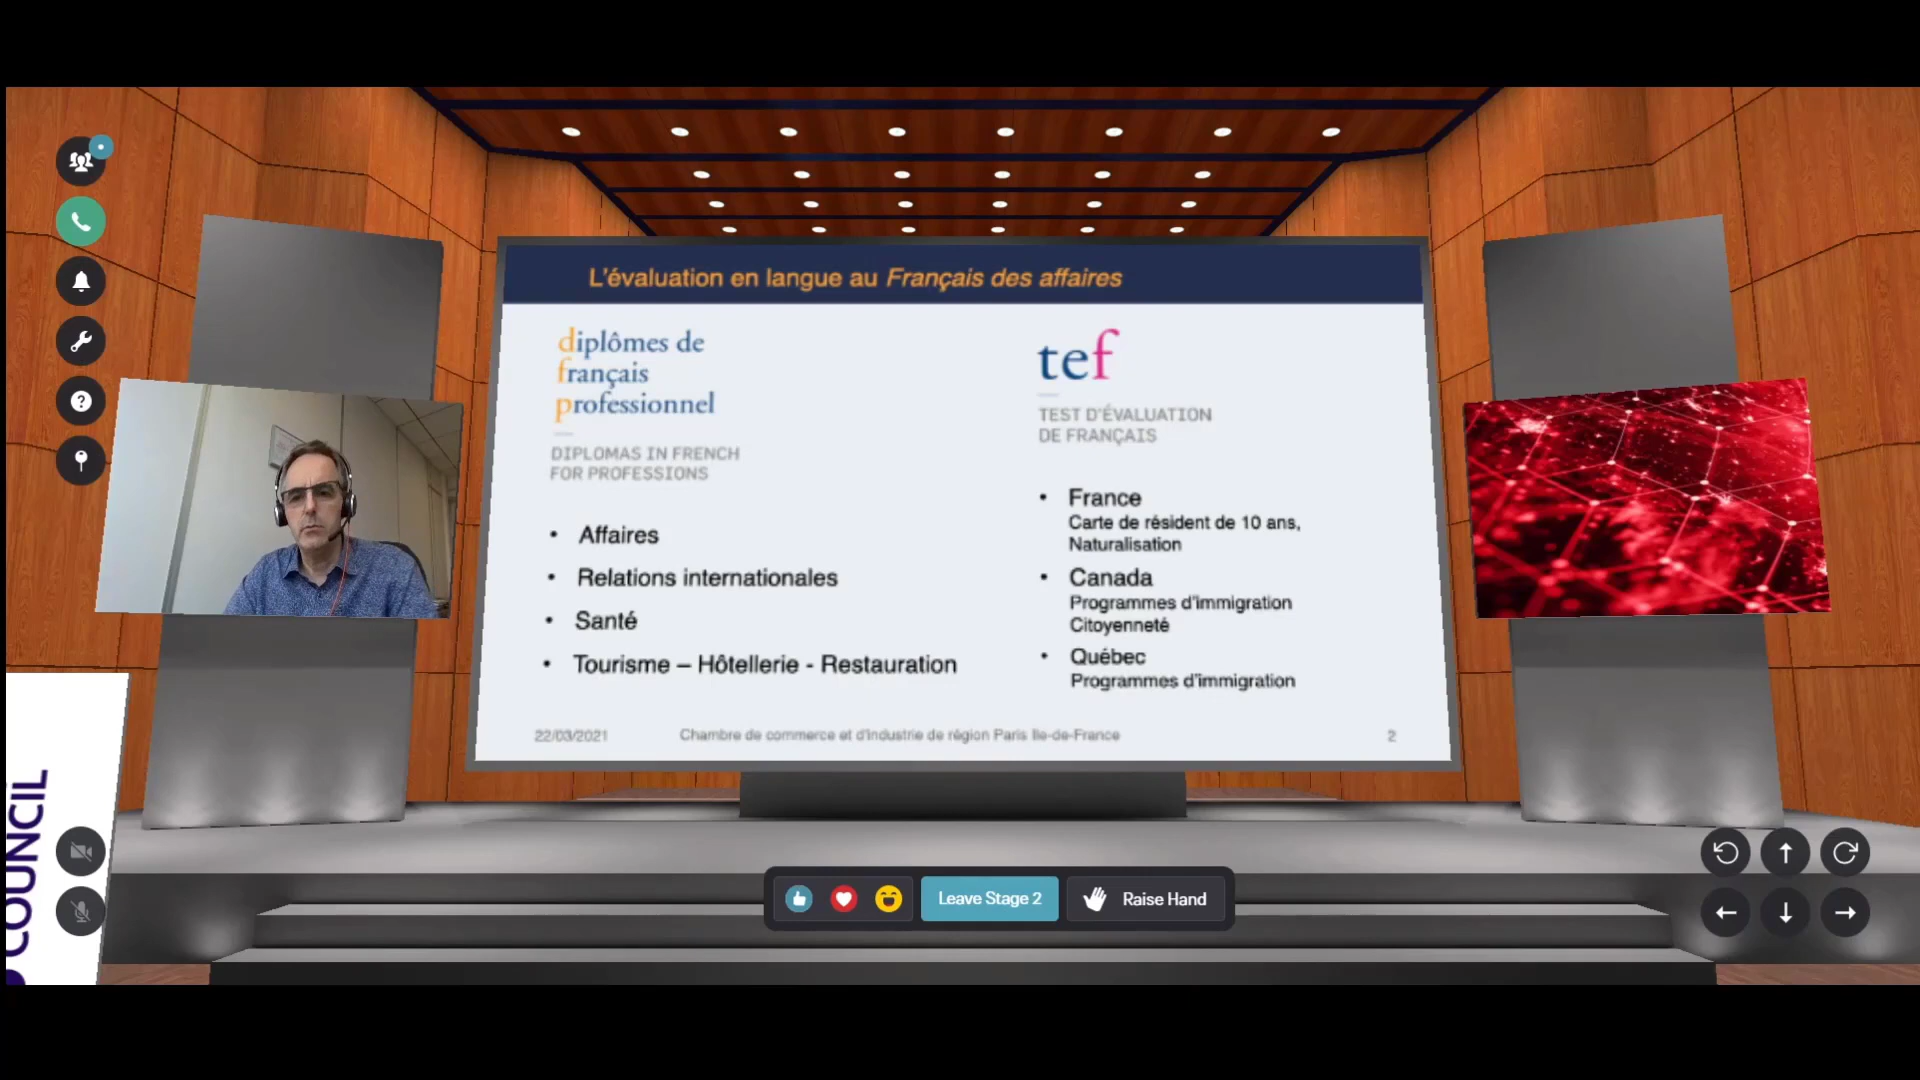 L'évaluation en langue au Français des affaires
diplômes de
français
professionnel
DIPLOMAS IN FRENCH
FOR PROFESSIONS
• Affaires
• Relations internationales
• Santé
• Tourisme – Hôtellerie - Restauration
tef
TEST D'ÉVALUATION
DE FRANÇAIS
• France
Carte de résident de 10 ans,
Naturalisation
• Canada
Programmes d'immigration
Citoyenneté
• Québec
Programmes d'immigration
22/03/2021
Chambre de commerce et d'industrie de région Paris Ile-de-France
2
COUNCIL
Leave Stage 2
Raise Hand